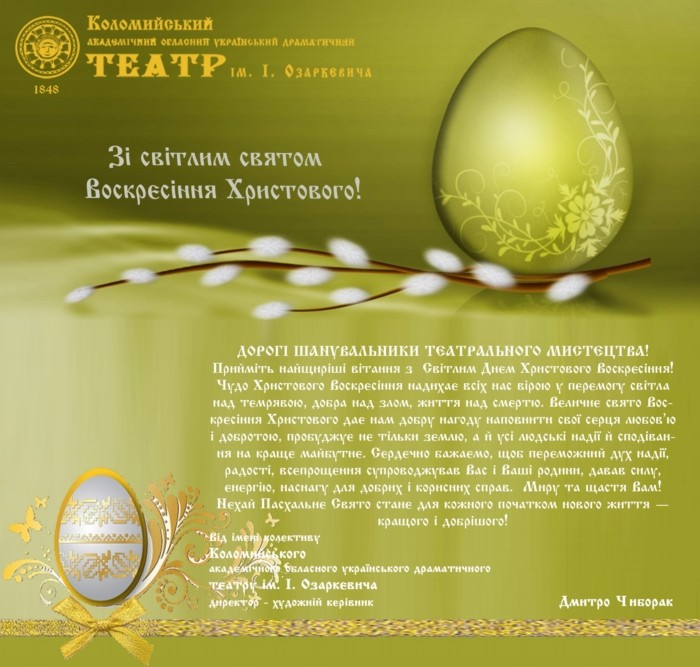 Коломийський
академічний обласний український драматичний
ТЕАТР ім. І. Озаркевича
1848
Зі світлим святом
Воскресіння Христового!
ДОРОГІ ШАНУВАЛЬНИКИ ТЕАТРАЛЬНОГО МИСТЕЦТВА!
Прийміть найщиріші вітання з Світлим Днем Христового Воскресіння!
Чудо Христового Воскресіння надихає всіх нас вірою у перемогу світла
над темрявою, добра над злом, життя над смертю. Величне свято Вос-
кресіння Христового дає нам добру нагоду наповнити свої серця любов'ю
і добротою, пробуджує не тільки землю, а й усі людські надії й сподіван-
ня на краще майбутнє. Сердечно бажаємо, щоб переможний дух надії,
радості, всепрощення супроводжував Вас і Ваші родини, давав силу,
енергію, наснагу для добрих і корисних справ. Миру та щастя Вам!
Нехай Пасхальне Свято стане для кожного початком нового життя —
кращого і добрішого!
Від імені колективу
Коломийського
академічного обласного українського драматичного
театру ім. І. Озаркевича
директор - художній керівник Дмитро Чиборак